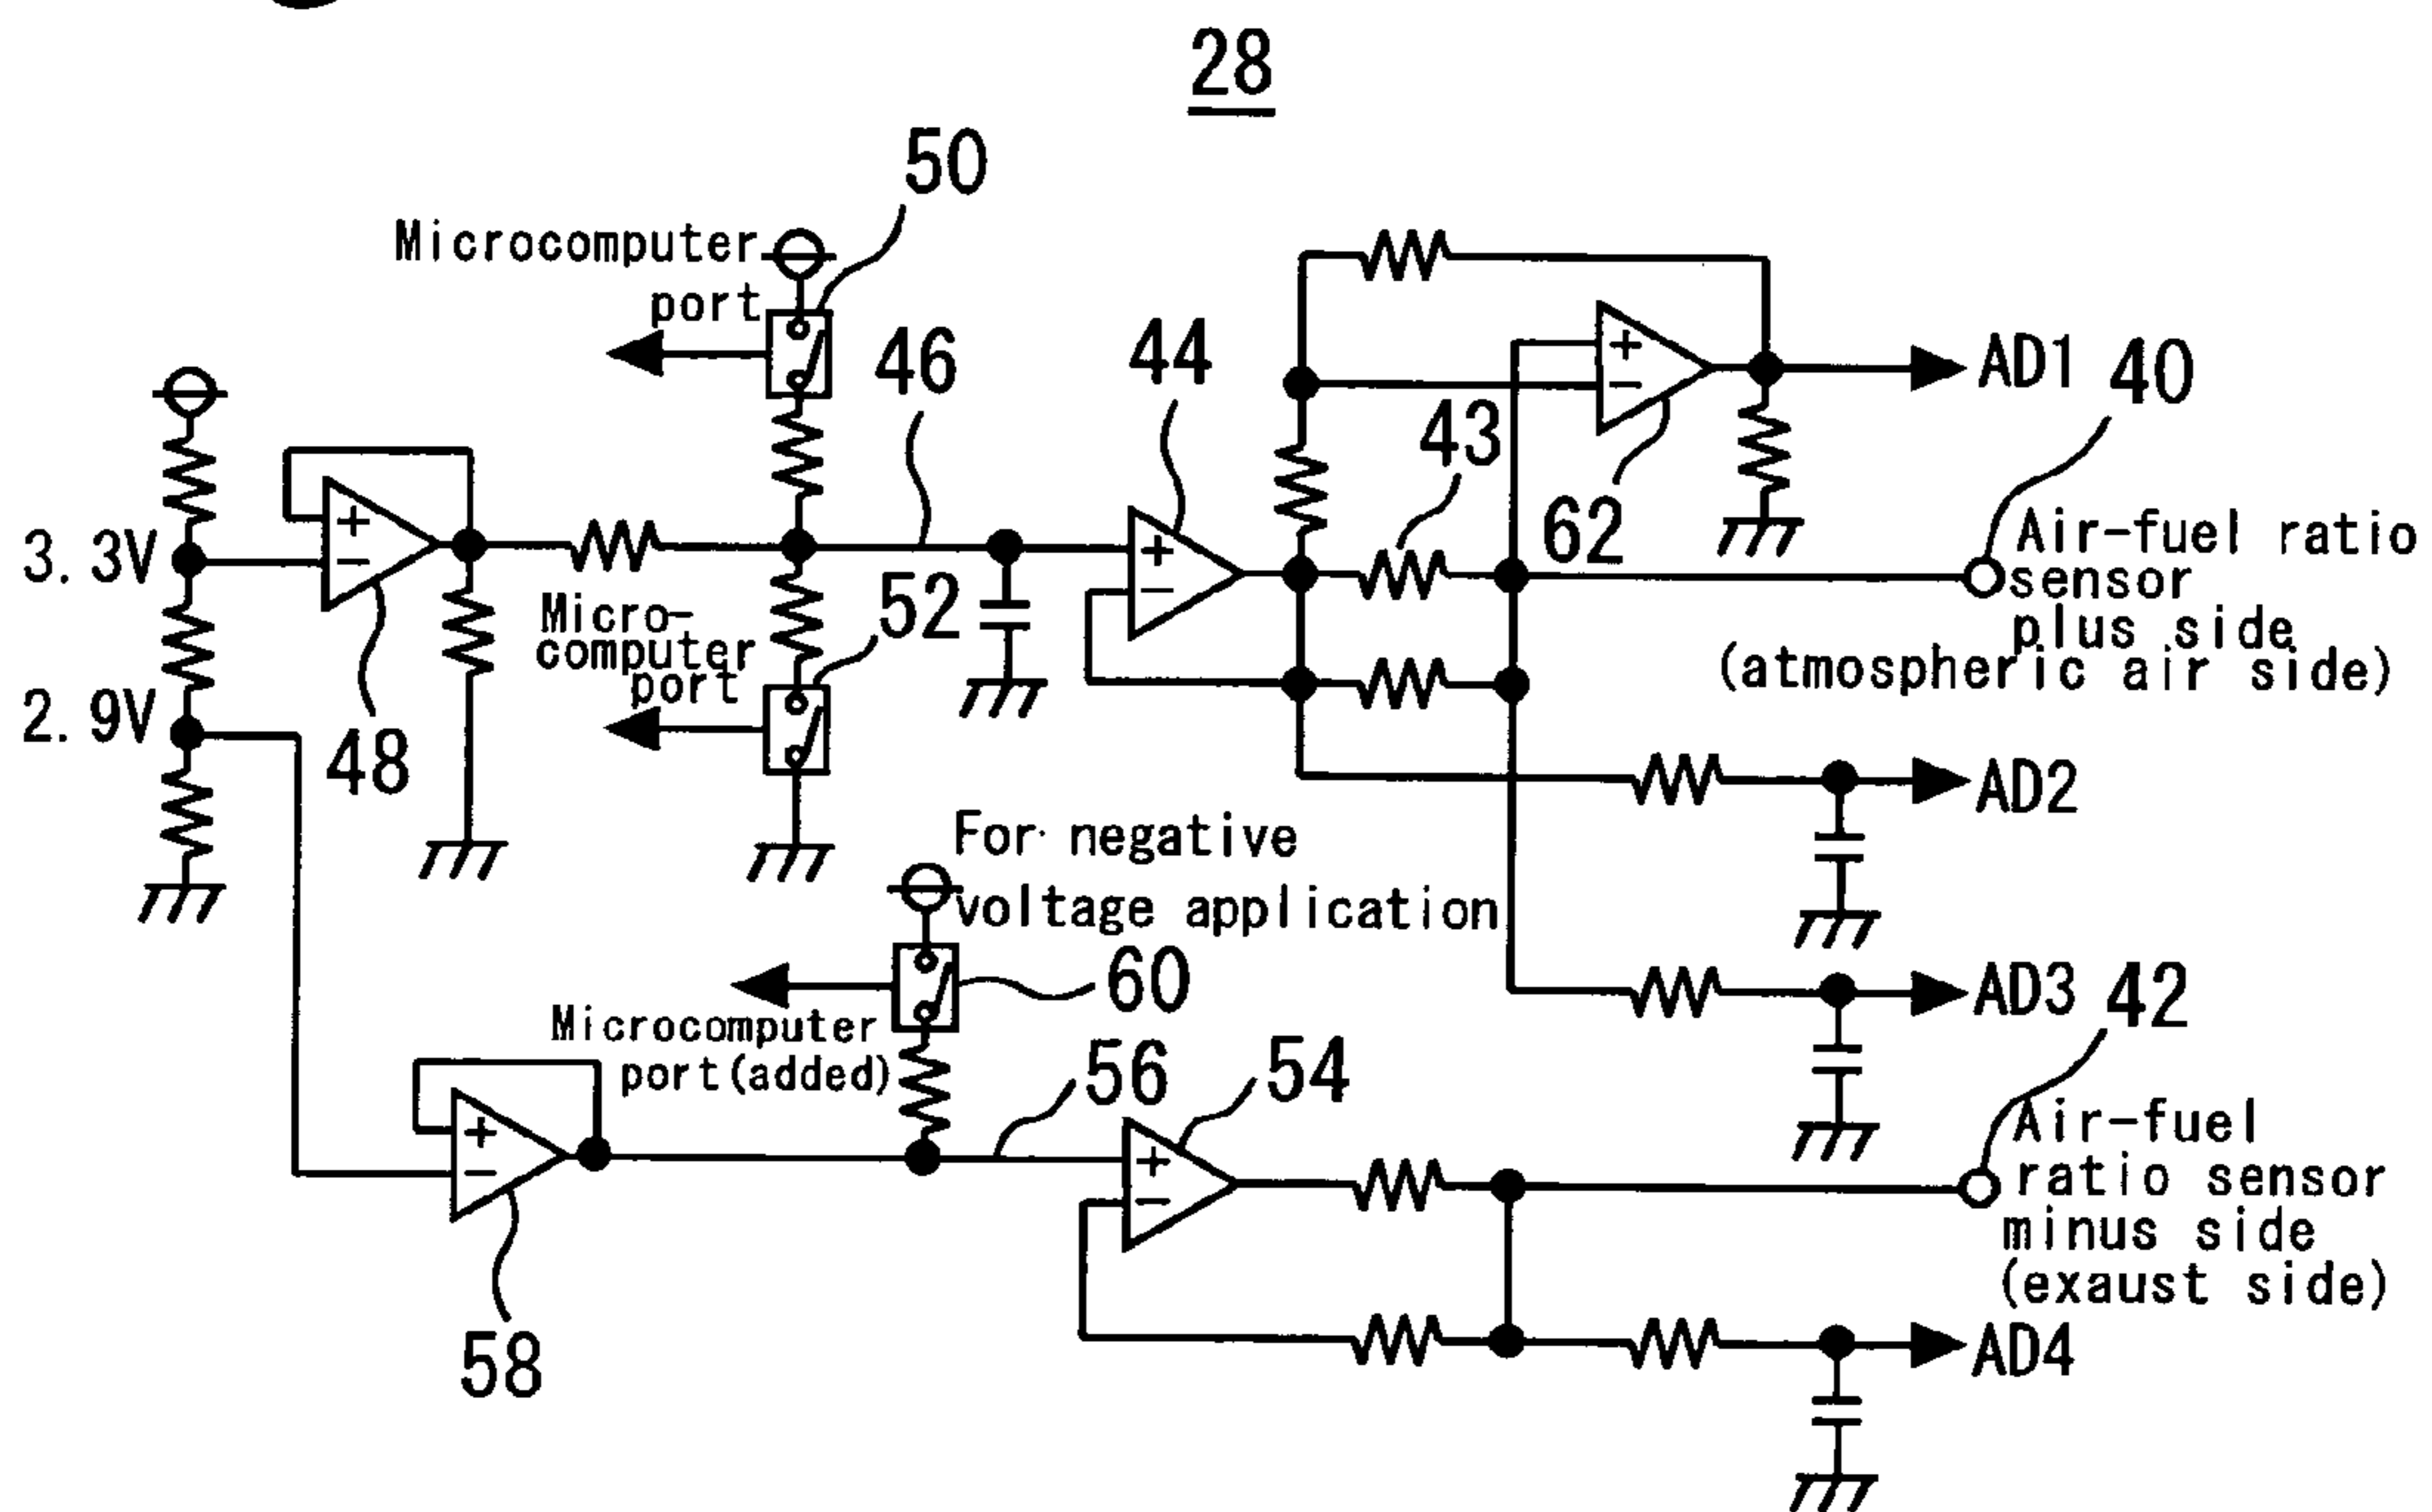 28
50
Microcomputer
port
46
44
43
62
AD1
40
Air-fuel ratio
sensor
plus side
(atmospheric air side)
3.3V
+
−
48
2.9V
Micro-
computer
port
52
+
−
+
−
AD2
For negative
voltage application
60
Microcomputer
port(added)
AD3
42
56
54
Air-fuel
ratio sensor
minus side
(exaust side)
+
−
58
+
−
AD4